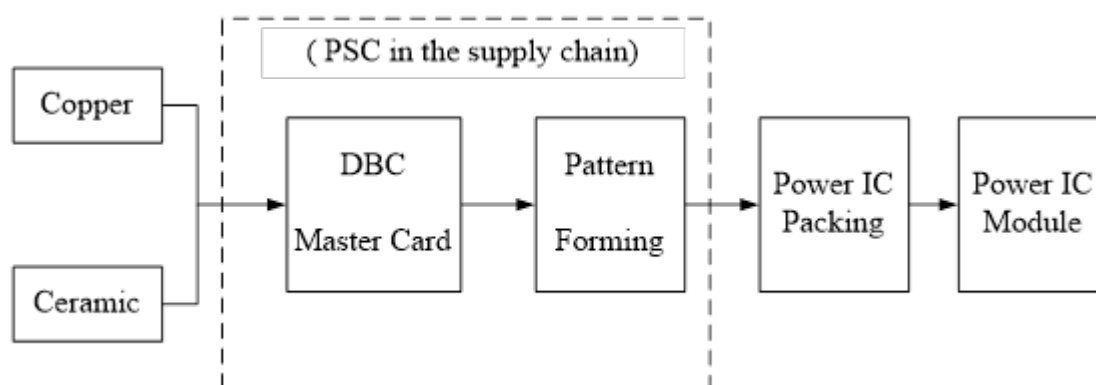 ( PSC in the supply chain)
Copper
Ceramic
DBC
Master Card
Pattern
Forming
Power IC
Packing
Power IC
Module